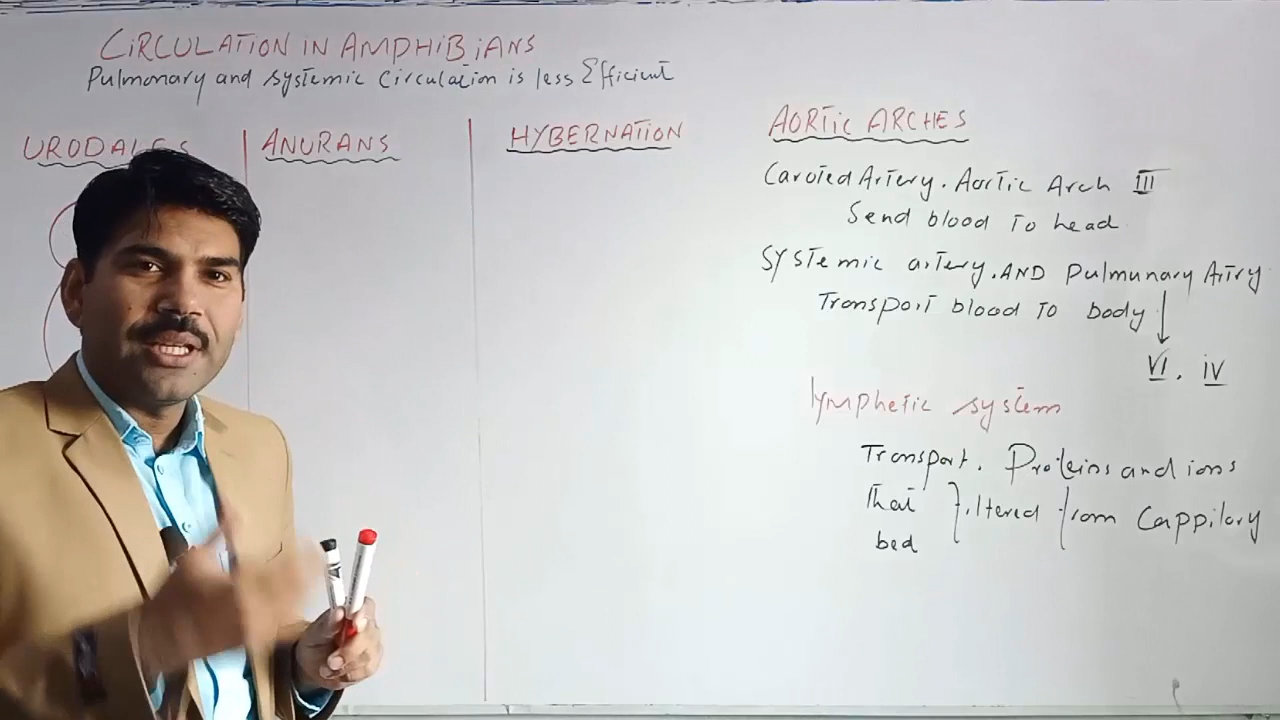 CIRCULATION IN AMPHIBIANS
Pulmonary and systemic circulation is less Efficient
URODALES
ANURANS
HYBERNATION
AORTIC ARCHES
Caroted Artery. Aortic Arch III
Send blood To head
Systemic artery. AND Pulmunary Artry
Transport blood To body
VI. IV
lymphetic system
Transport. Proteins and ions
that filtered from Cappilory
bed